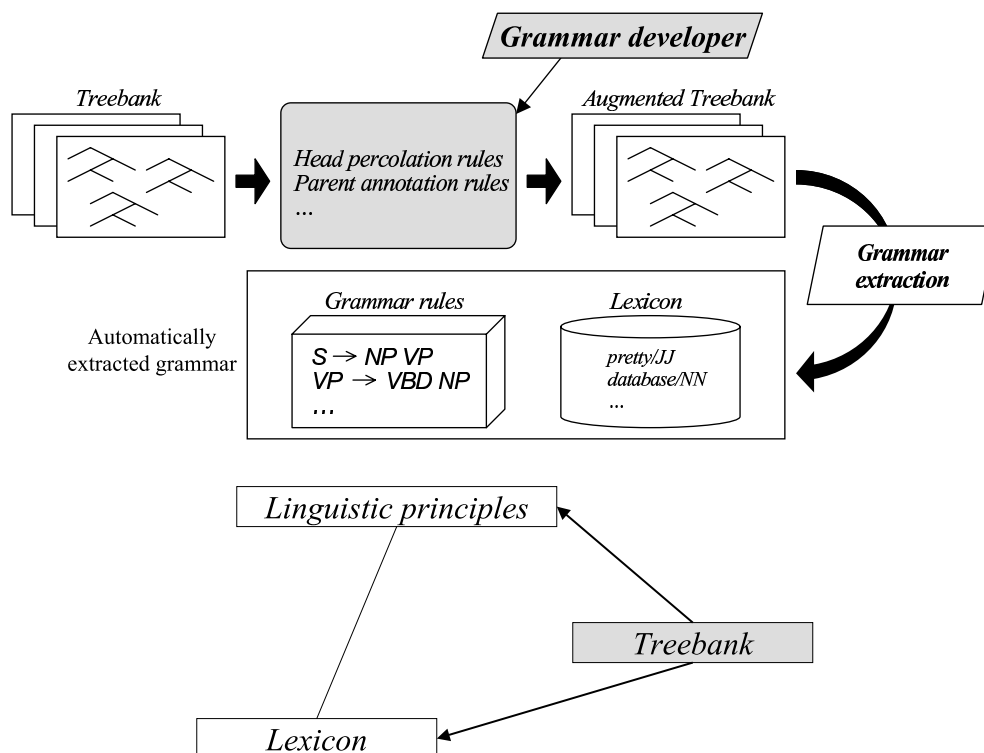 Grammar developer
Treebank
Augmented Treebank
Head percolation rules
Parent annotation rules
...
Grammar
extraction
Automatically
extracted grammar
Grammar rules
S → NP VP
VP → VBD NP
...
Lexicon
pretty/JJ
database/NN
...
Linguistic principles
Treebank
Lexicon